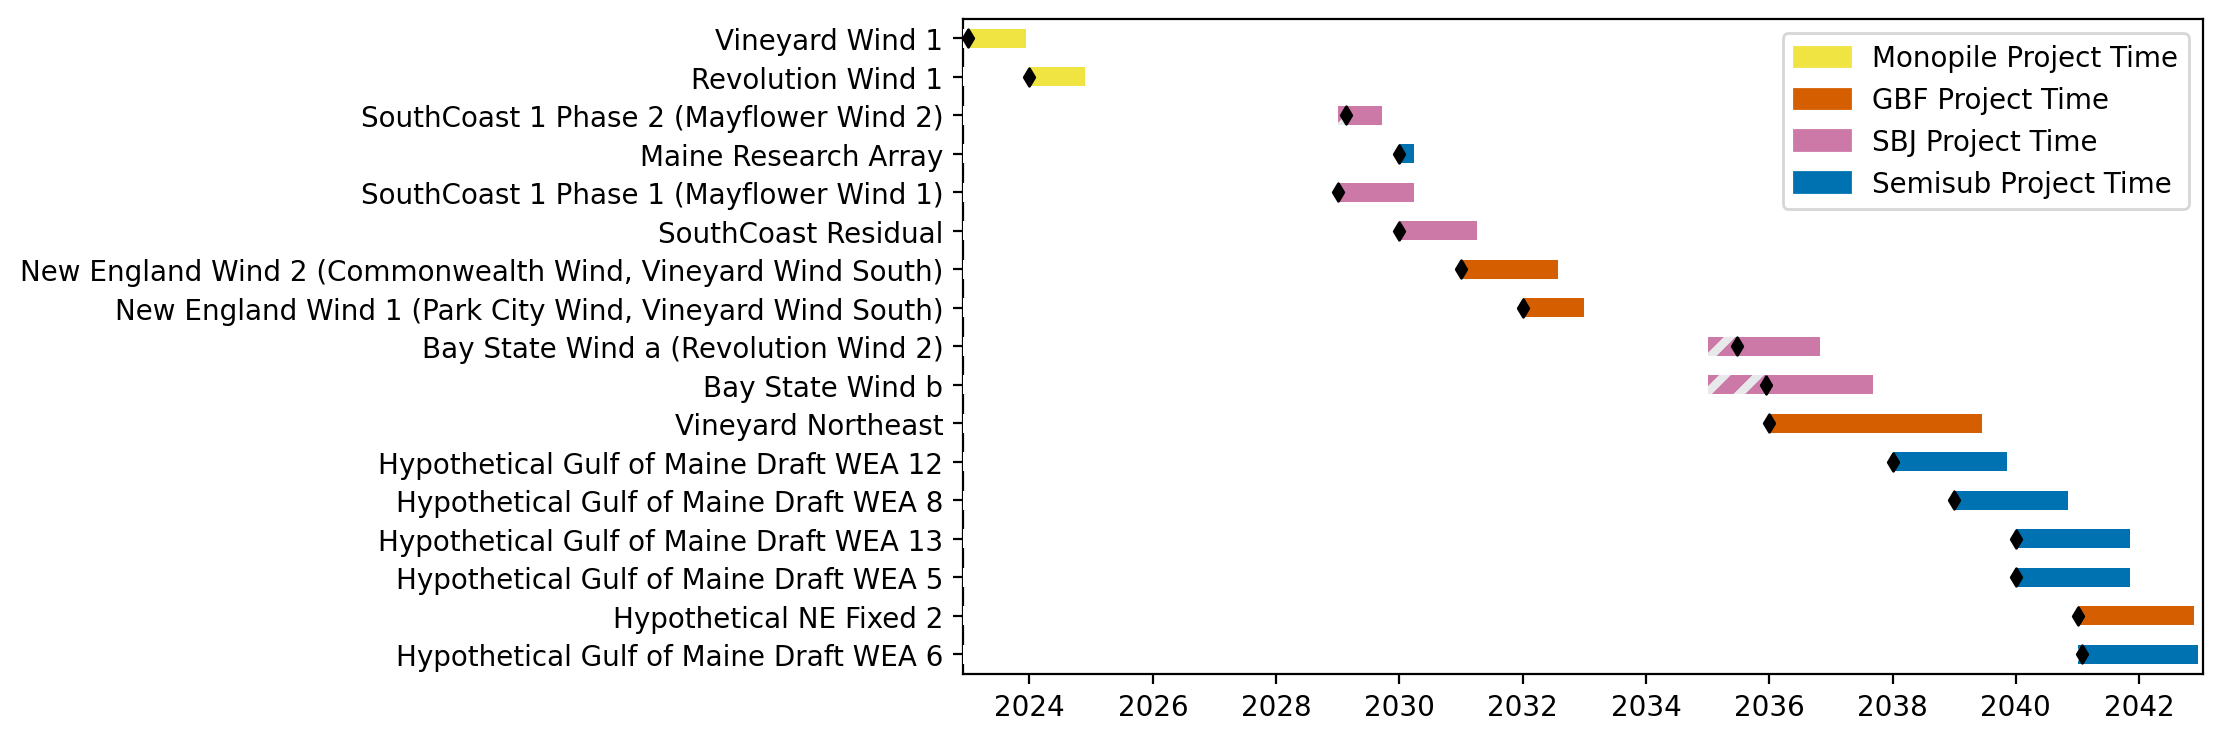 Vineyard Wind 1
Revolution Wind 1
SouthCoast 1 Phase 2 (Mayflower Wind 2)
Maine Research Array
SouthCoast 1 Phase 1 (Mayflower Wind 1)
SouthCoast Residual
New England Wind 2 (Commonwealth Wind, Vineyard Wind South)
New England Wind 1 (Park City Wind, Vineyard Wind South)
Bay State Wind a (Revolution Wind 2)
Bay State Wind b
Vineyard Northeast
Hypothetical Gulf of Maine Draft WEA 12
Hypothetical Gulf of Maine Draft WEA 8
Hypothetical Gulf of Maine Draft WEA 13
Hypothetical Gulf of Maine Draft WEA 5
Hypothetical NE Fixed 2
Hypothetical Gulf of Maine Draft WEA 6
Monopile Project Time
GBF Project Time
SBJ Project Time
Semisub Project Time
2024 2026 2028 2030 2032 2034 2036 2038 2040 2042